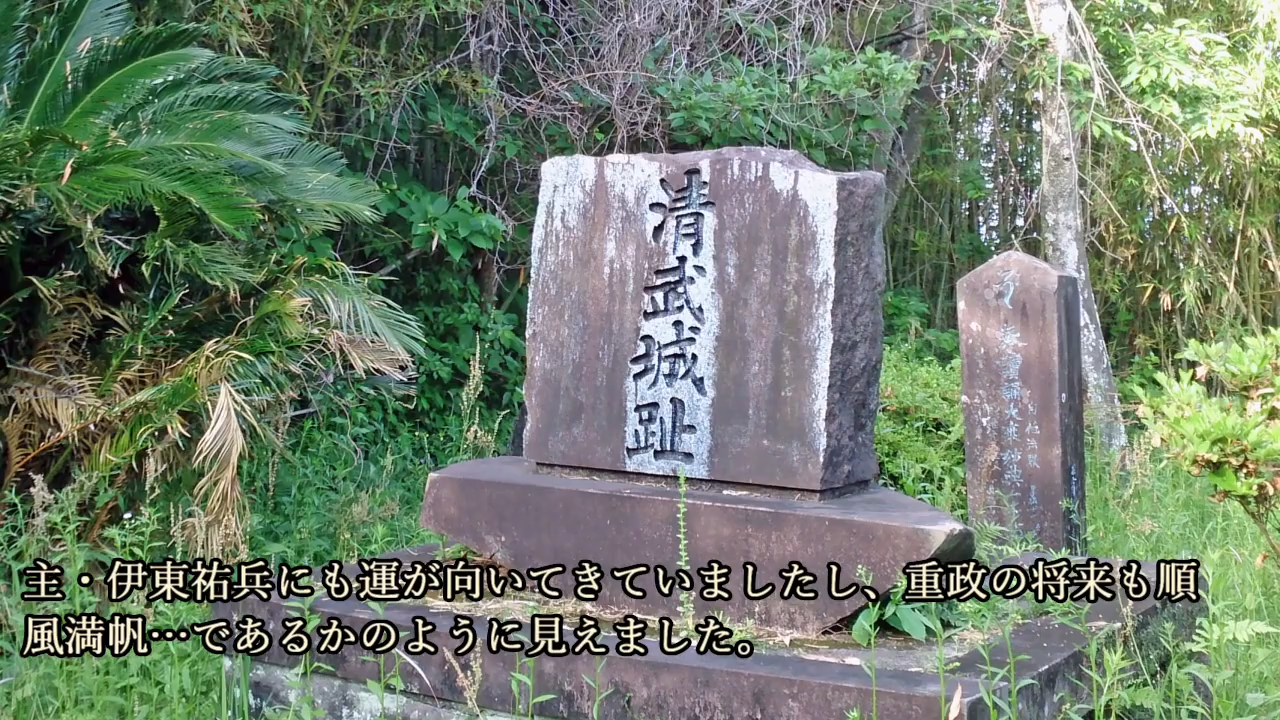 清武城趾
主・伊東祐兵にも運が向いてきていましたし、重政の将来も順
風満帆…であるかのように見えました。